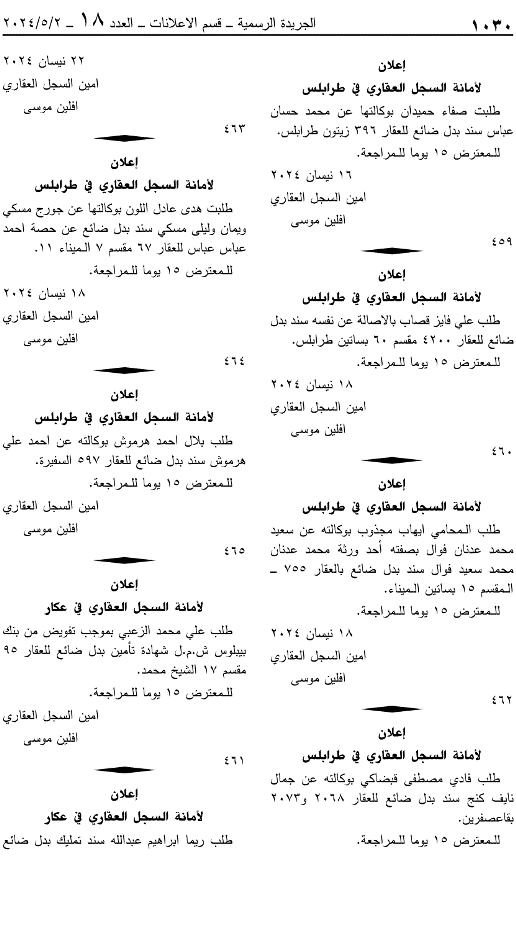 ١٠٣٠
الجريدة الرسمية – قسم الاعلانات – العدد ١٨ – ٢٠٢٤/٥/٢
إعلان
لأمانة السجل العقاري في طرابلس
طلبت صفاء حميدان بوكالتها عن محمد حسان
عباس سند بدل ضائع للعقار ٣٩٦ زيتون طرابلس.
للمعترض ١٥ يوما للمراجعة.
١٦ نيسان ٢٠٢٤
امين السجل العقاري
افلين موسى
٤٥٩
إعلان
لأمانة السجل العقاري في طرابلس
طلب علي فايز قصاب بالاصالة عن نفسه سند بدل
ضائع للعقار ٤٢٠٠ مقسم ٦٠ بساتين طرابلس.
للمعترض ١٥ يوما للمراجعة.
١٨ نيسان ٢٠٢٤
امين السجل العقاري
افلين موسى
٤٦٠
إعلان
لأمانة السجل العقاري في طرابلس
طلب المحامي ايهاب مجذوب بوكالته عن سعيد
محمد عدنان فوال بصفته أحد ورثة محمد عدنان
محمد سعيد فوال سند بدل ضائع بالعقار ٧٥٥ –
المقسم ١٥ بساتين الميناء.
للمعترض ١٥ يوما للمراجعة.
١٨ نيسان ٢٠٢٤
امين السجل العقاري
افلين موسى
٤٦٢
إعلان
لأمانة السجل العقاري في طرابلس
طلب فادي مصطفى قبضاكي بوكالته عن جمال
نايف كنج سند بدل ضائع للعقار ٢٠٦٨ و٢٠٧٣
بقاعصفرين.
للمعترض ١٥ يوما للمراجعة.
٢٢ نيسان ٢٠٢٤
امين السجل العقاري
افلين موسى
٤٦٣
إعلان
لأمانة السجل العقاري في طرابلس
طلبت هدى عادل اللون بوكالتها عن جورج مسكي
ويمان وليلى مسكي سند بدل ضائع عن حصة احمد
عباس عباس للعقار ٦٧ مقسم ٧ الميناء ١١.
للمعترض ١٥ يوما للمراجعة.
١٨ نيسان ٢٠٢٤
امين السجل العقاري
افلين موسى
٤٦٤
إعلان
لأمانة السجل العقاري في طرابلس
طلب بلال احمد هرموش بوكالته عن احمد علي
هرموش سند بدل ضائع للعقار ٥٩٧ السفيرة.
للمعترض ١٥ يوما للمراجعة.
امين السجل العقاري
افلين موسى
٤٦٥
إعلان
لأمانة السجل العقاري في عكار
طلب علي محمد الزعبي بموجب تفويض من بنك
بيبلوس ش.م.ل شهادة تأمين بدل ضائع للعقار ٩٥
مقسم ١٧ الشيخ محمد.
للمعترض ١٥ يوما للمراجعة.
امين السجل العقاري
افلين موسى
٤٦١
إعلان
لأمانة السجل العقاري في عكار
طلب ريما ابراهيم عبدالله سند تمليك بدل ضائع